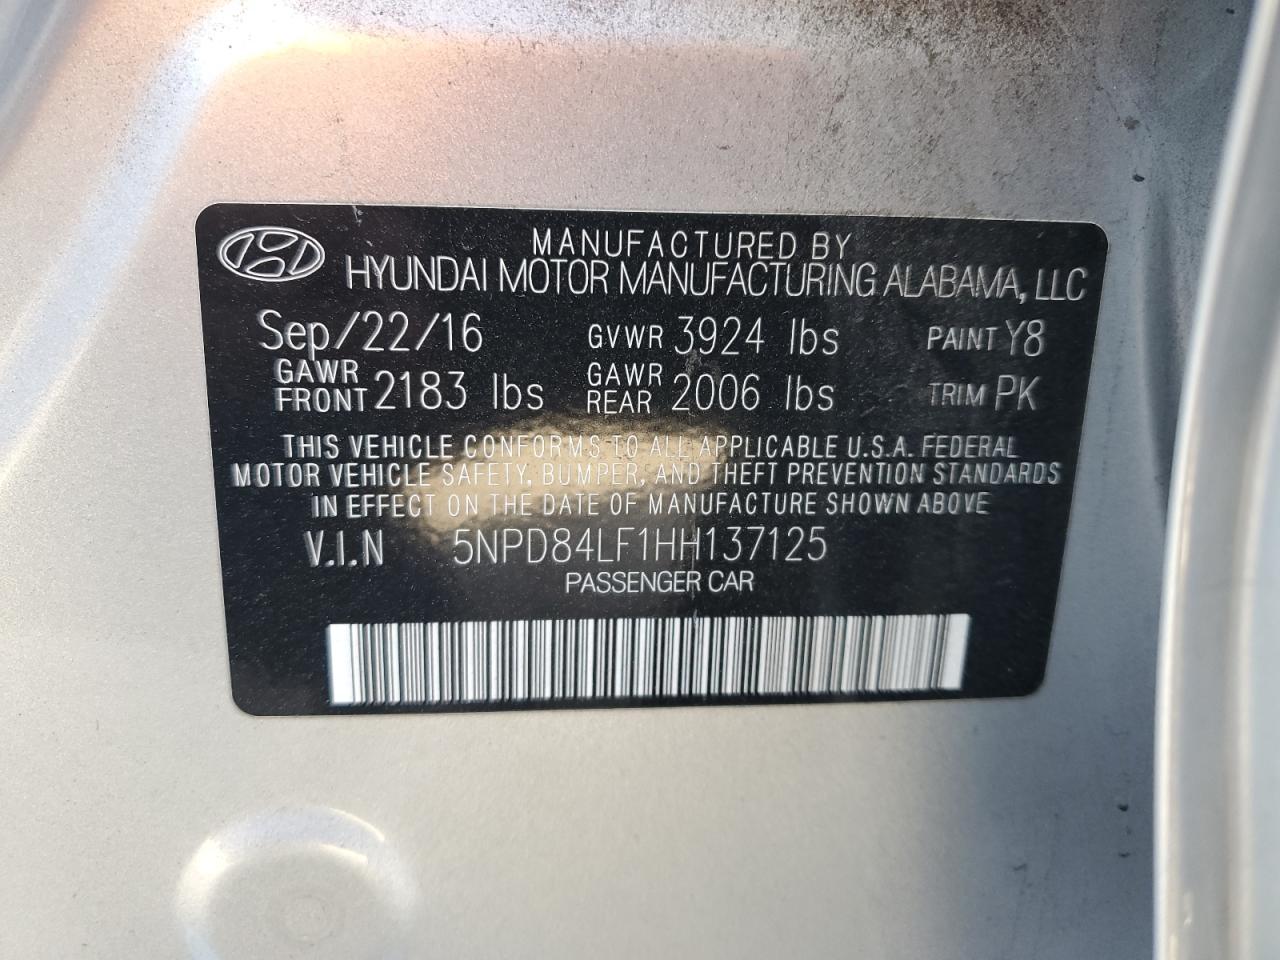 MANUFACTURED BY
HYUNDAI MOTOR MANUFACTURING ALABAMA, LLC
Sep/22/16 GVWR 3924 lbs PAINT Y8
GAWR FRONT 2183 lbs GAWR REAR 2006 lbs TRIM PK
THIS VEHICLE CONFORMS TO ALL APPLICABLE U.S.A. FEDERAL
MOTOR VEHICLE SAFETY, BUMPER, AND THEFT PREVENTION STANDARDS
IN EFFECT ON THE DATE OF MANUFACTURE SHOWN ABOVE
V.I.N 5NPD84LF1HH137125
PASSENGER CAR